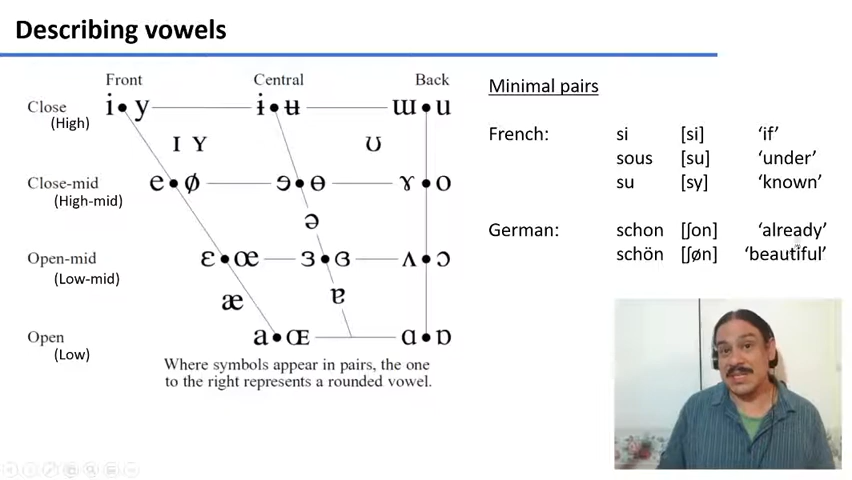 Describing vowels
Front Central Back
Close i • y ɨ • ʉ ɯ • u
(High)
ɪ ʏ ʊ
Close-mid e • ø ɘ • ɵ ɤ • o
(High-mid)
ə
Open-mid ɛ • œ ɜ • ɞ ʌ • ɔ
(Low-mid)
æ ɐ
Open a • ɶ ɑ • ɒ
(Low)
Where symbols appear in pairs, the one
to the right represents a rounded vowel.
Minimal pairs
French: si [si] ‘if’
sous [su] ‘under’
su [sy] ‘known’
German: schon [ʃon] ‘already’
schön [ʃøn] ‘beautiful’